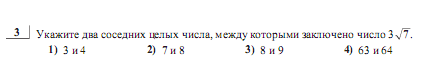 3 Укажите два соседних целых числа, между которыми заключено число 3√7.
1) 3 и 4 2) 7 и 8 3) 8 и 9 4) 63 и 64